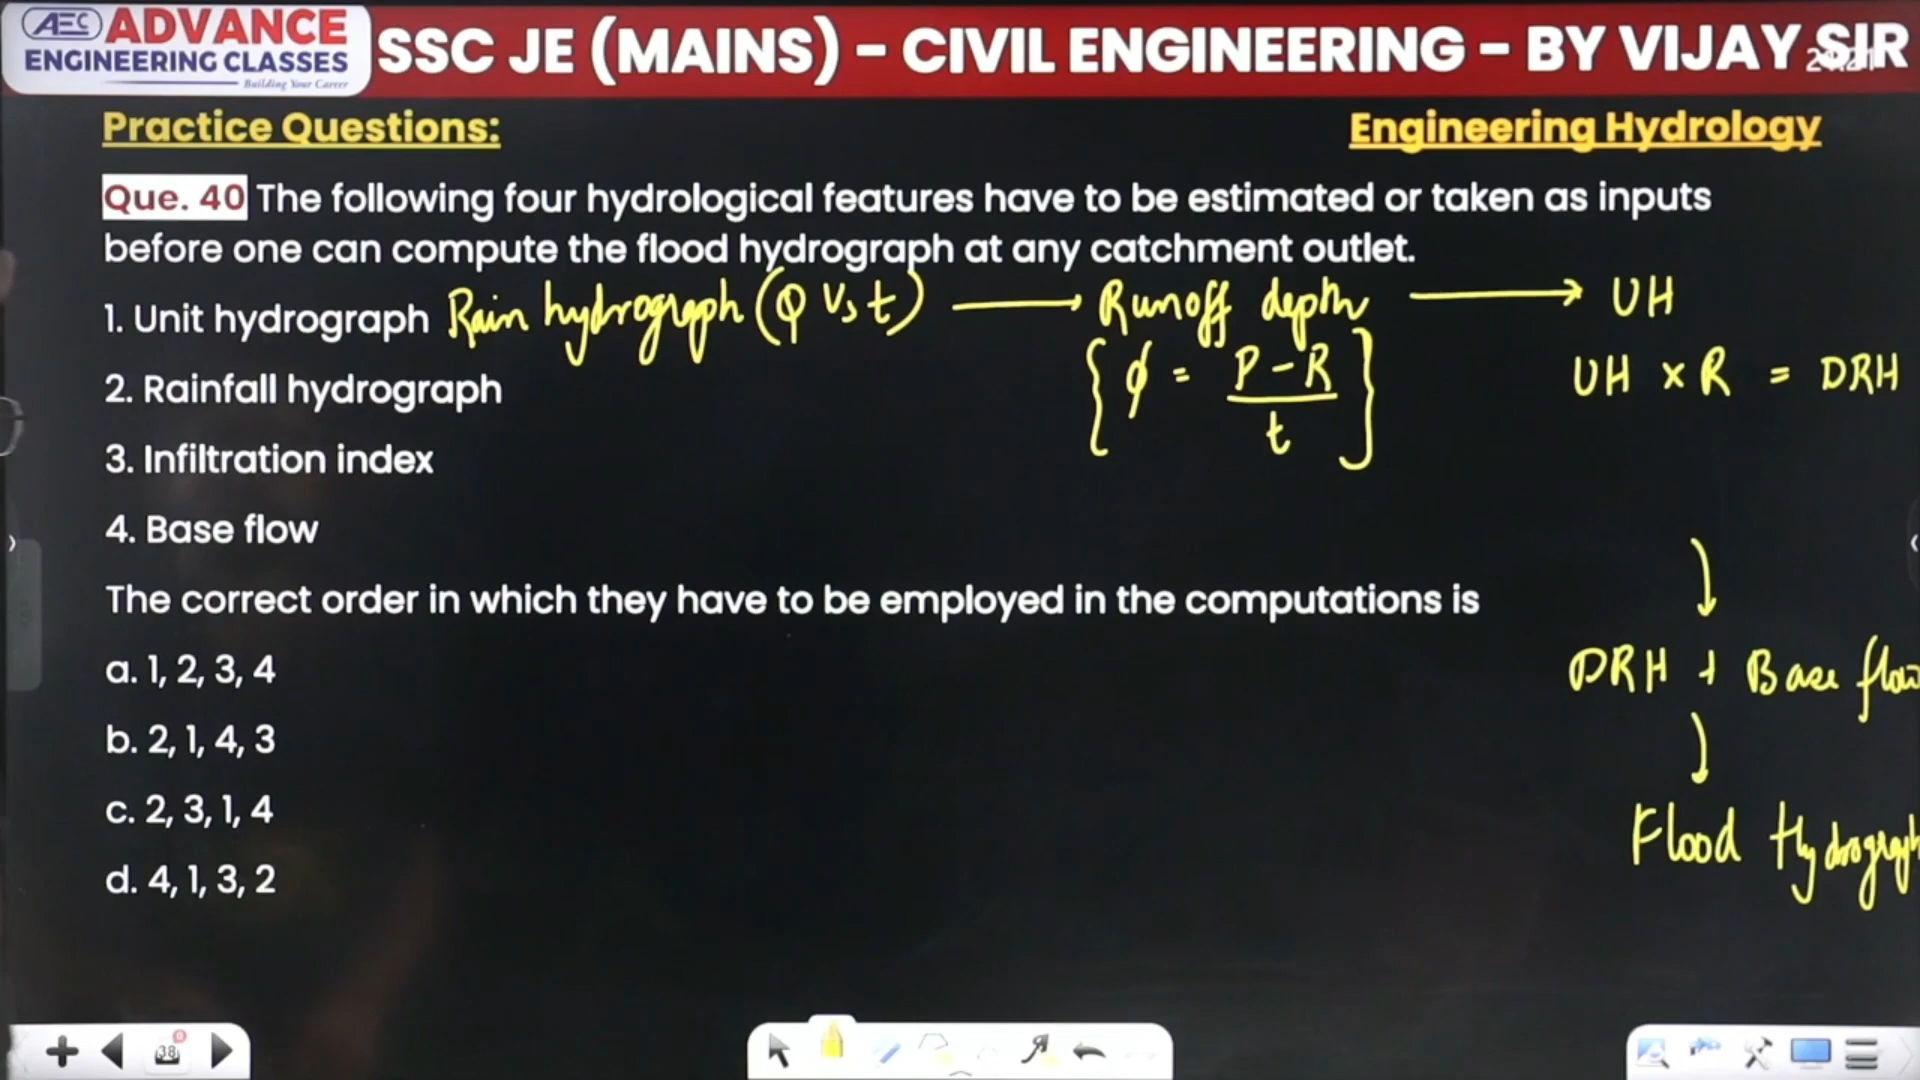 AEC ADVANCE
ENGINEERING CLASSES
Building Your Career
SSC JE (MAINS) - CIVIL ENGINEERING - BY VIJAY SIR
Practice Questions:
Engineering Hydrology
Que. 40 The following four hydrological features have to be estimated or taken as inputs
before one can compute the flood hydrograph at any catchment outlet.
1. Unit hydrograph
Rain hydrograph (Q Vs t) → Runoff depth → UH
{ φ = P - R / t }
UH × R = DRH
2. Rainfall hydrograph
3. Infiltration index
4. Base flow
The correct order in which they have to be employed in the computations is
DRH + Base flow
Flood Hydrograph
a. 1, 2, 3, 4
b. 2, 1, 4, 3
c. 2, 3, 1, 4
d. 4, 1, 3, 2
38